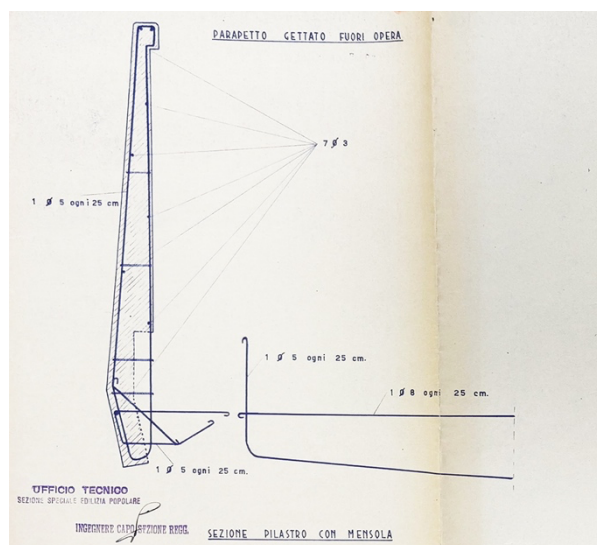 PARAPETTO GETTATO FUORI OPERA
7 Ø 3
1 Ø 5 ogni 25 cm
1 Ø 5 ogni 25 cm.
1 Ø 8 ogni 25 cm.
1 Ø 5 ogni 25 cm.
UFFICIO TECNICO
SEZIONE SPECIALE EDILIZIA POPOLARE
INGEGNERE CAPO SEZIONE REGG.
SEZIONE PILASTRO CON MENSOLA